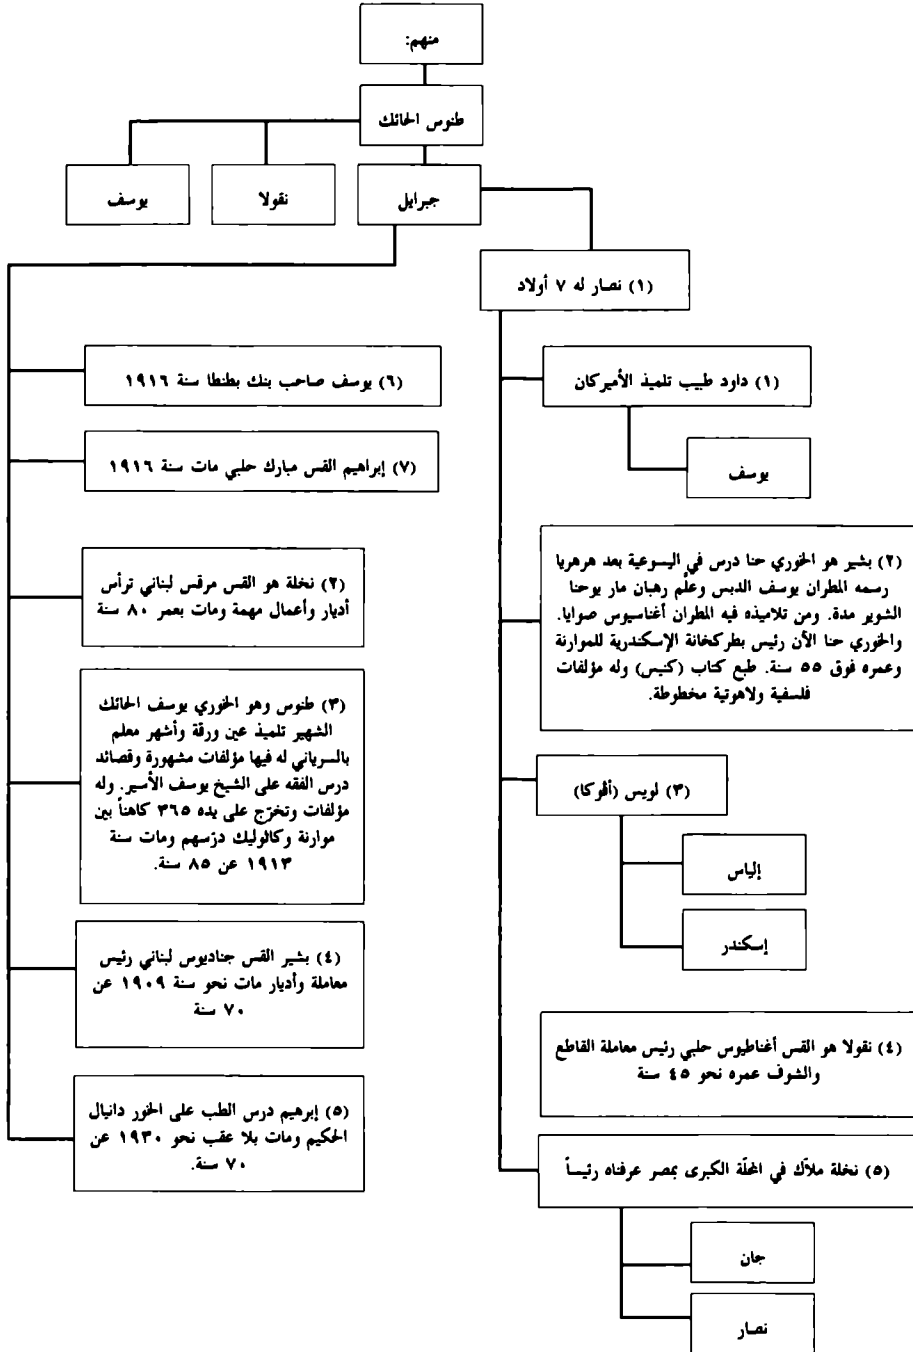 منهم:
طنوس الحائك
جبرايل
نقولا
يوسف
(١) نصار له ٧ أولاد
(١) داود طبيب تلميذ الأميركان
يوسف
(٢) بشير هو الخوري حنا درس في اليسوعية بعد هرهريا
رسمه المطران يوسف الدبس وعلّم رهبان مار يوحنا
الشوير مدة. ومن تلاميذه فيه المطران أغناسيوس صوايا.
والخوري حنا الآن رئيس بطركخانة الإسكندرية للموارنة
وعمره فوق ٥٥ سنة. طبع كتاب (كنيس) وله مؤلفات
فلسفية ولاهوتية مخطوطة.
(٣) لويس (أڤوكا)
إلياس
إسكندر
(٤) نقولا هو القس أغناطيوس حلبي رئيس معاملة القاطع
والشوف عمره نحو ٤٥ سنة
(٥) نخلة ملاّك في المحلّة الكبرى بمصر عرفناه رئيساً
جان
نصار
(٦) يوسف صاحب بنك بطنطا سنة ١٩١٦
(٧) إبراهيم القس مبارك حلبي مات سنة ١٩١٦
(٢) نخلة هو القس مرقس لبناني ترأس
أديار وأعمال مهمة ومات بعمر ٨٠ سنة
(٣) طنوس وهو الخوري يوسف الحائك
الشهير تلميذ عين ورقة وأشهر معلم
بالسرياني له فيها مؤلفات مشهورة وقصائد
درس الفقه على الشيخ يوسف الأسير. وله
مؤلفات وتخرّج على يده ٣٦٥ كاهناً بين
موارنة وكاثوليك درّسهم ومات سنة
١٩١٣ عن ٨٥ سنة.
(٤) بشير القس جناديوس لبناني رئيس
معاملة وأديار مات نحو سنة ١٩٠٩ عن
٧٠ سنة
(٥) إبرهيم درس الطب على الخور دانيال
الحكيم ومات بلا عقب نحو ١٩٣٠ عن
٧٠ سنة.